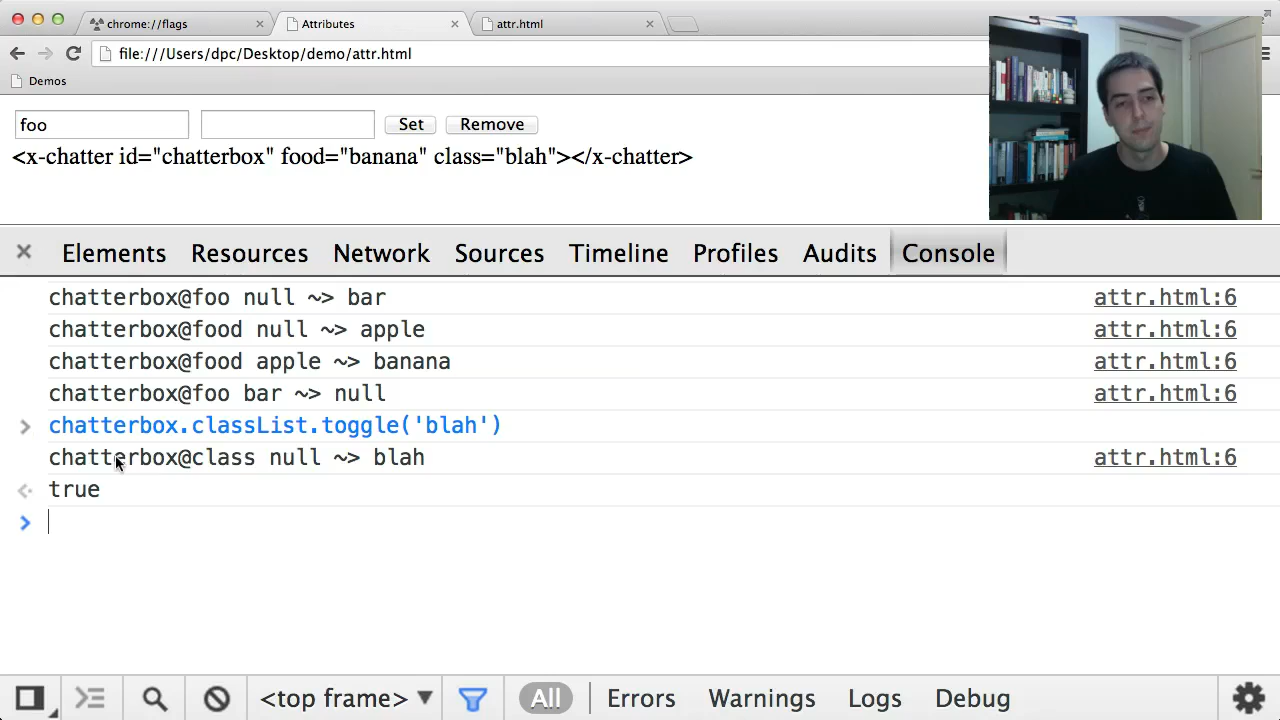 chrome://flags
Attributes
attr.html
file:///Users/dpc/Desktop/demo/attr.html
Demos
foo
Set
Remove
<x-chatter id="chatterbox" food="banana" class="blah"></x-chatter>
Elements
Resources
Network
Sources
Timeline
Profiles
Audits
Console
chatterbox@foo null ~> bar attr.html:6
chatterbox@food null ~> apple attr.html:6
chatterbox@food apple ~> banana attr.html:6
chatterbox@foo bar ~> null attr.html:6
chatterbox.classList.toggle('blah')
chatterbox@class null ~> blah attr.html:6
true
<top frame>
All
Errors
Warnings
Logs
Debug